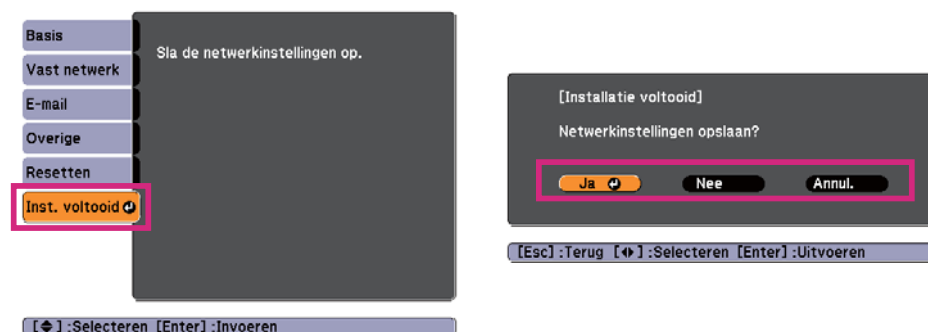 Basis
Vast netwerk
E-mail
Overige
Resetten
Inst. voltooid
Sla de netwerkinstellingen op.
[ ]:Selecteren [Enter]:Invoeren
[Installatie voltooid]
Netwerkinstellingen opslaan?
Ja Nee Annul.
[Esc]:Terug [ ]:Selecteren [Enter]:Uitvoeren